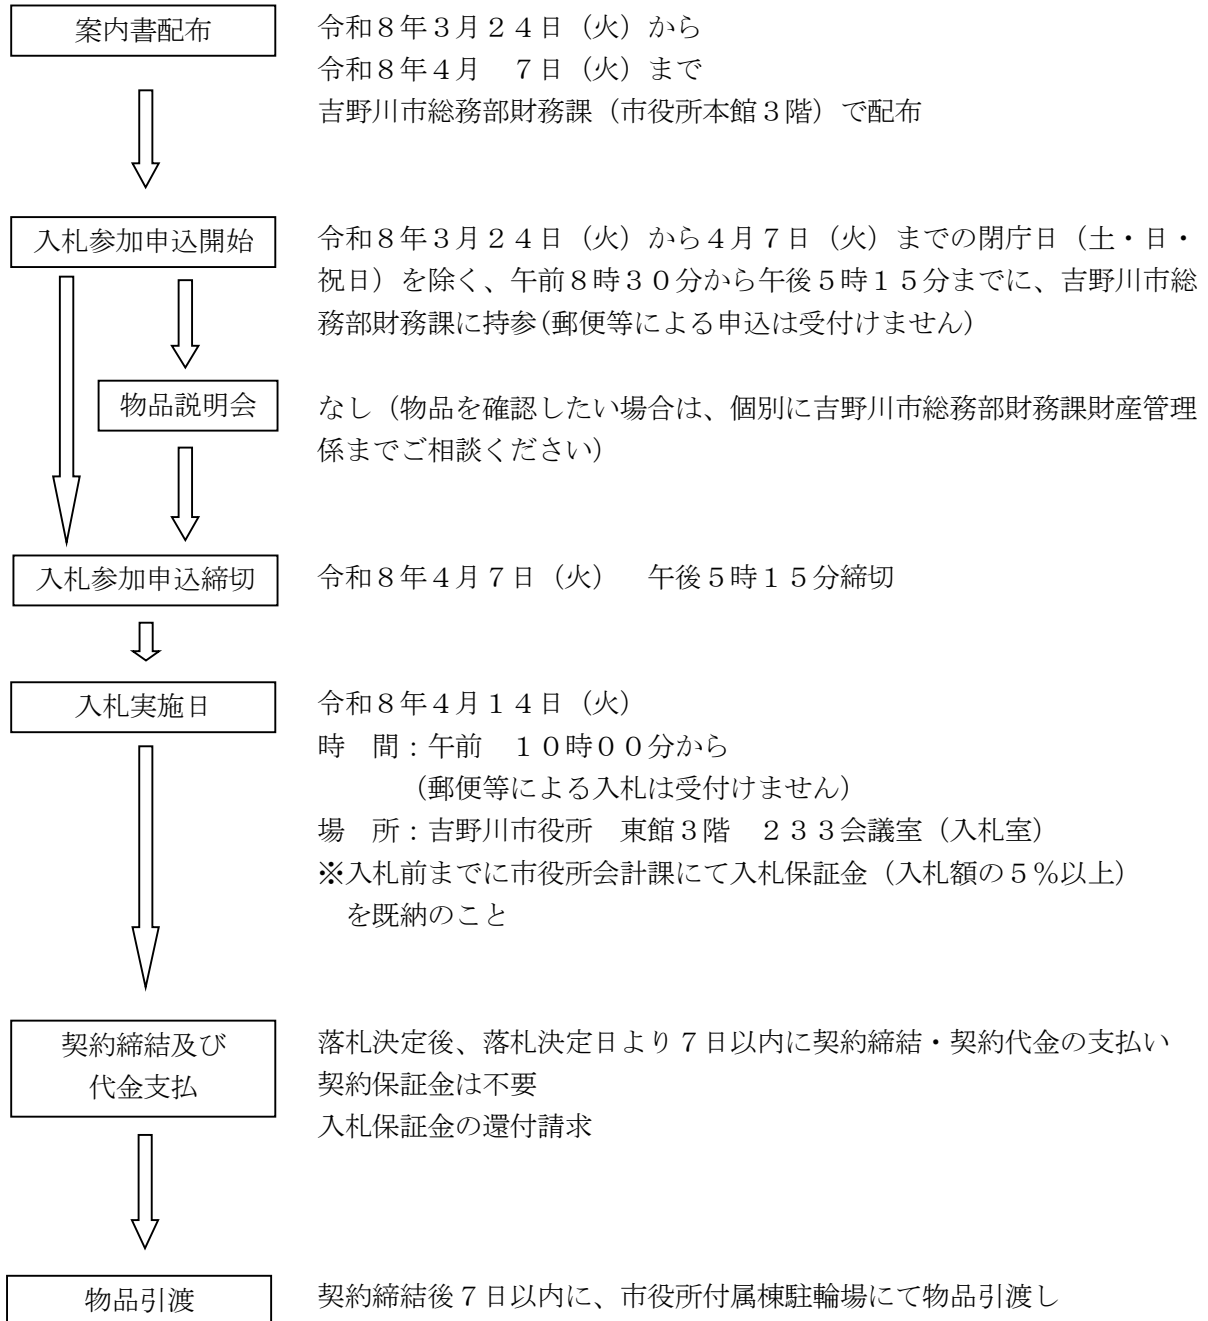 案内書配布
令和８年３月２４日（火）から
令和８年４月　７日（火）まで
吉野川市総務部財務課（市役所本館３階）で配布
入札参加申込開始
令和８年３月２４日（火）から４月７日（火）までの閉庁日（土・日・
祝日）を除く、午前８時３０分から午後５時１５分までに、吉野川市総
務部財務課に持参(郵便等による申込は受付けません）
物品説明会
なし（物品を確認したい場合は、個別に吉野川市総務部財務課財産管理
係までご相談ください）
入札参加申込締切
令和８年４月７日（火）　午後５時１５分締切
入札実施日
令和８年４月１４日（火）
時　間：午前　１０時００分から
（郵便等による入札は受付けません）
場　所：吉野川市役所　東館３階　２３３会議室（入札室）
※入札前までに市役所会計課にて入札保証金（入札額の５％以上）
を既納のこと
契約締結及び
代金支払
落札決定後、落札決定日より７日以内に契約締結・契約代金の支払い
契約保証金は不要
入札保証金の還付請求
物品引渡
契約締結後７日以内に、市役所付属棟駐輪場にて物品引渡し